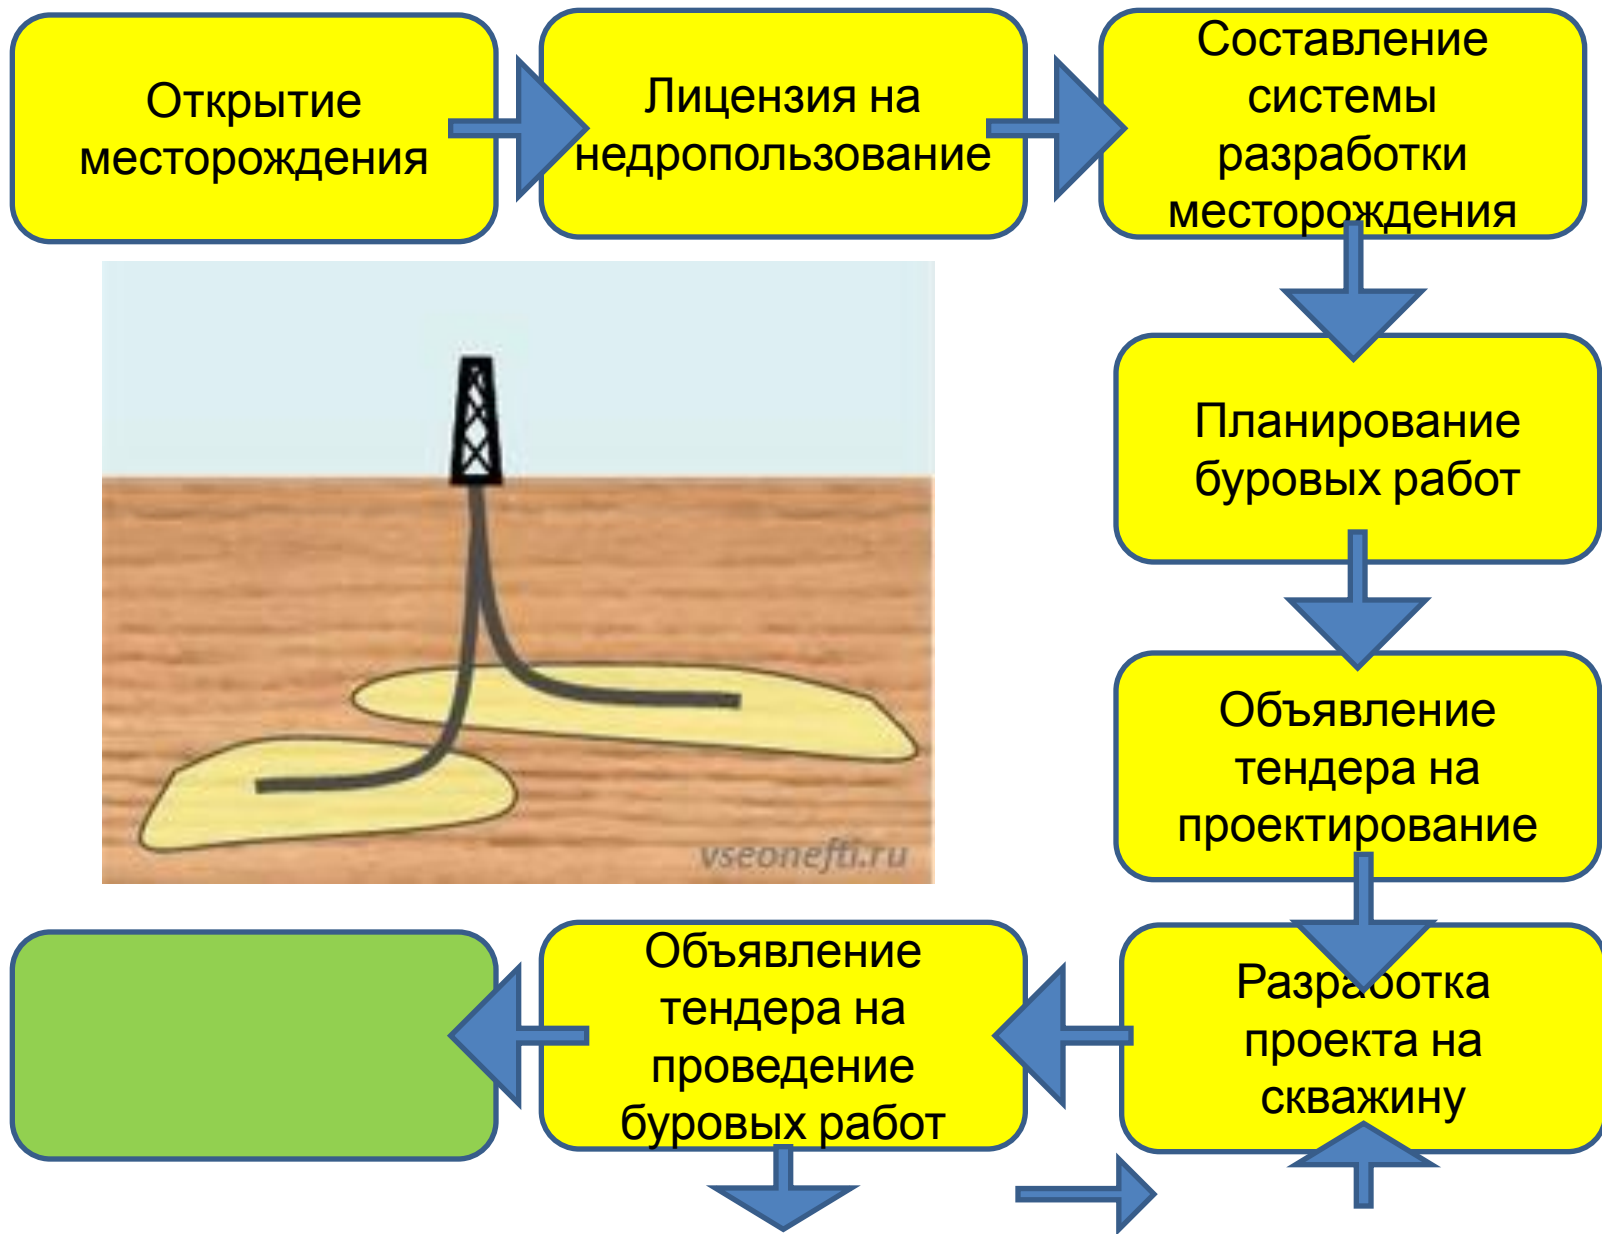 Открытие
месторождения
Лицензия на
недропользование
Составление
системы
разработки
месторождения
Планирование
буровых работ
Объявление
тендера на
проектирование
vseonefti.ru
Объявление
тендера на
проведение
буровых работ
Разработка
проекта на
скважину